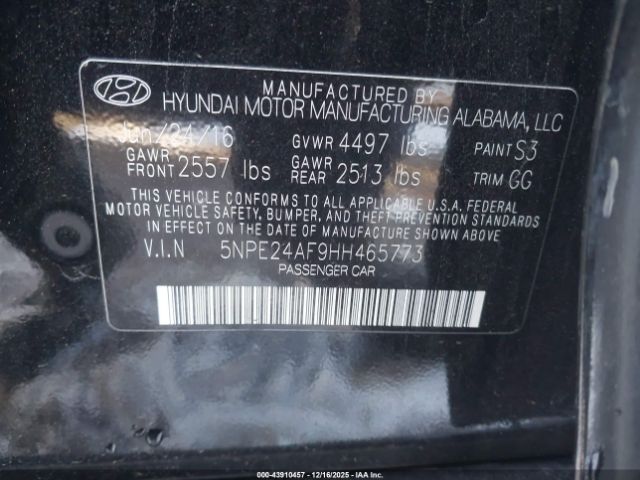 MANUFACTURED BY
HYUNDAI MOTOR MANUFACTURING ALABAMA, LLC
Jun/24/16 GVWR 4497 lbs PAINT S3
GAWR FRONT 2557 lbs GAWR REAR 2513 lbs TRIM GG
THIS VEHICLE CONFORMS TO ALL APPLICABLE U.S.A. FEDERAL
MOTOR VEHICLE SAFETY, BUMPER, AND THEFT PREVENTION STANDARDS
IN EFFECT ON THE DATE OF MANUFACTURE SHOWN ABOVE.
V.I.N 5NPE24AF9HH465773
PASSENGER CAR
000-43910457 - 12/16/2025 - IAA Inc.